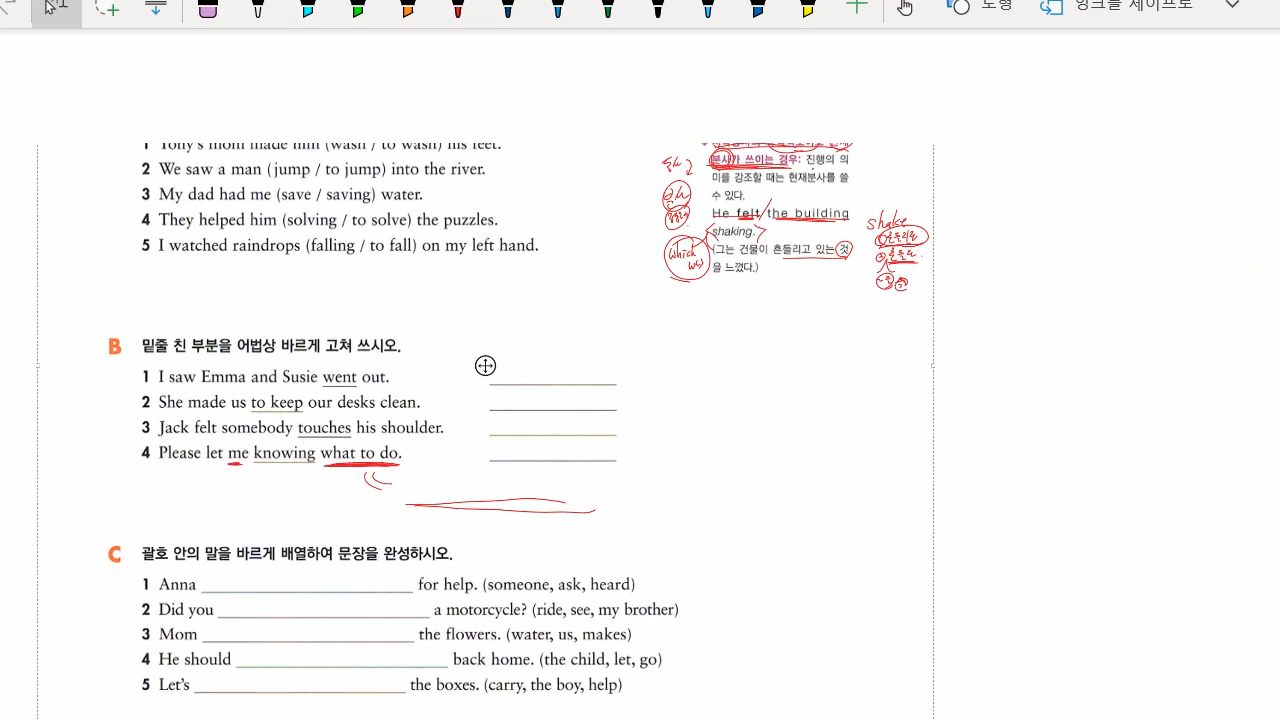 도형
잉크를 셰이프로
1 Tony's mom made him (wash / to wash) his feet.
2 We saw a man (jump / to jump) into the river.
3 My dad had me (save / saving) water.
4 They helped him (solving / to solve) the puzzles.
5 I watched raindrops (falling / to fall) on my left hand.
분사가 쓰이는 경우: 진행의 의
미를 강조할 때는 현재분사를 쓸
수 있다.
He felt the building
shaking.
(그는 건물이 흔들리고 있는 것
을 느꼈다.)
which
was
shake
B 밑줄 친 부분을 어법상 바르게 고쳐 쓰시오.
1 I saw Emma and Susie went out.
2 She made us to keep our desks clean.
3 Jack felt somebody touches his shoulder.
4 Please let me knowing what to do.
C 괄호 안의 말을 바르게 배열하여 문장을 완성하시오.
1 Anna for help. (someone, ask, heard)
2 Did you a motorcycle? (ride, see, my brother)
3 Mom the flowers. (water, us, makes)
4 He should back home. (the child, let, go)
5 Let's the boxes. (carry, the boy, help)